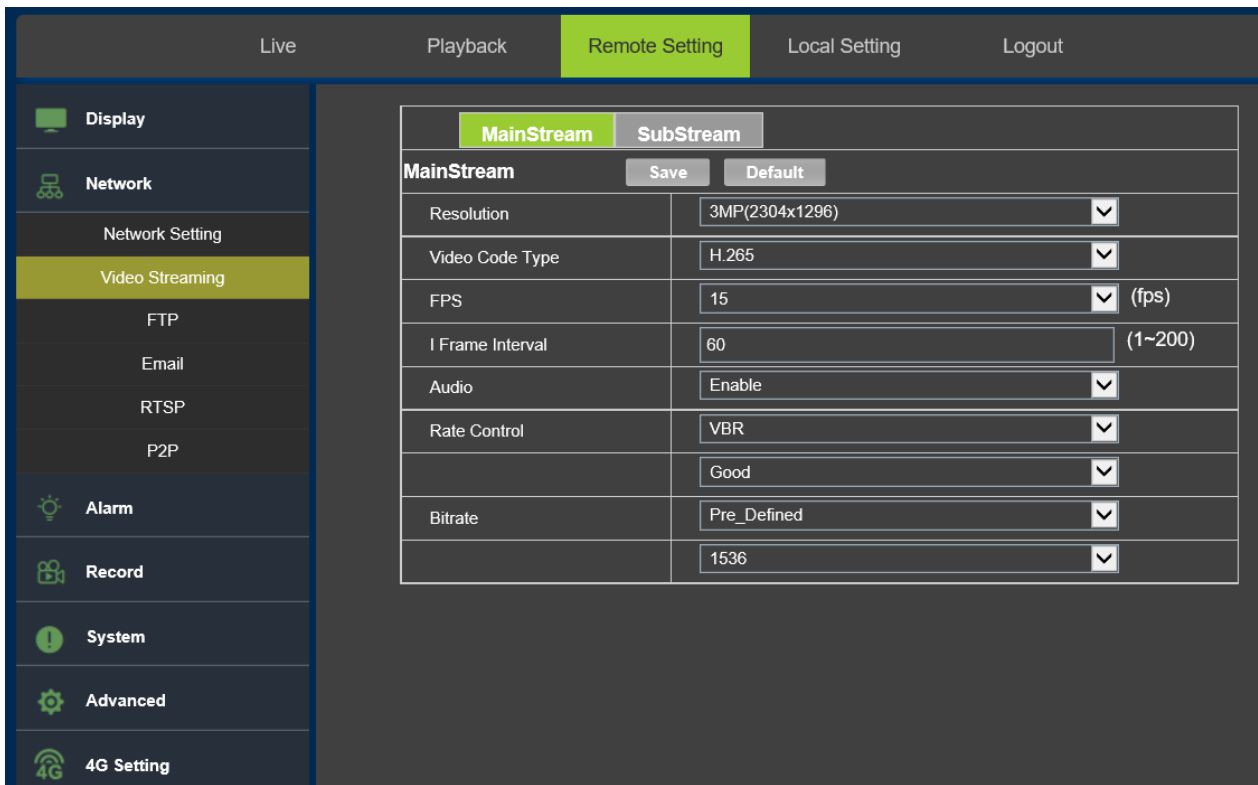 Live Playback Remote Setting Local Setting Logout
Display
Network
Network Setting
Video Streaming
FTP
Email
RTSP
P2P
Alarm
Record
System
Advanced
4G
4G Setting
MainStream SubStream
MainStream Save Default
Resolution 3MP(2304x1296)
Video Code Type H.265
FPS 15 (fps)
I Frame Interval 60 (1~200)
Audio Enable
Rate Control VBR
Good
Bitrate Pre_Defined
1536